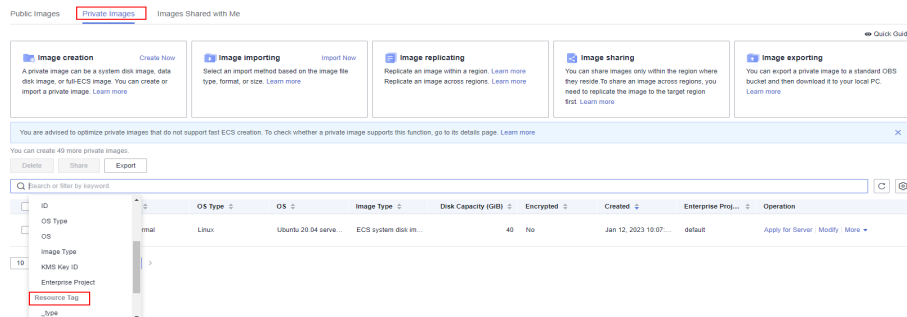 Public Images Private Images Images Shared with Me
Quick Guid
Image creation Create Now
A private image can be a system disk image, data
disk image, or full-ECS image. You can create or
import a private image. Learn more
Image importing Import Now
Select an import method based on the image file
type, format, or size. Learn more
Image replicating
Replicate an image within a region. Learn more
Replicate an image across regions. Learn more
Image sharing
You can share images only within the region where
they reside.To share an image across regions, you
need to replicate the image to the target region
first. Learn more
Image exporting
You can export a private image to a standard OBS
bucket and then download it to your local PC.
Learn more
You are advised to optimize private images that do not support fast ECS creation. To check whether a private image supports this function, go to its details page. Learn more
You can create 49 more private images.
Delete Share Export
Search or filter by keyword.
OS Type OS Image Type Disk Capacity (GiB) Encrypted Created Enterprise Proj... Operation
rmal Linux Ubuntu 20.04 serve... ECS system disk im... 40 No Jan 12, 2023 10:07:... default Apply for Server Modify More
10
ID
OS Type
OS
Image Type
KMS Key ID
Enterprise Project
Resource Tag
_type